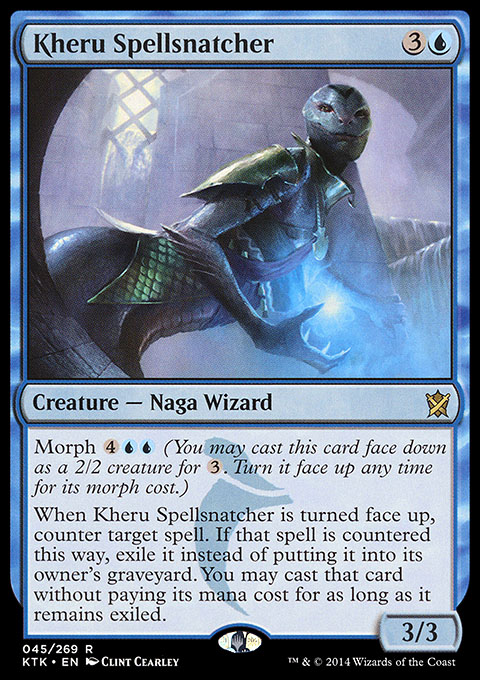 Kheru Spellsnatcher 3
Creature — Naga Wizard
Morph 4 (You may cast this card face down
as a 2/2 creature for 3. Turn it face up any time
for its morph cost.)
When Kheru Spellsnatcher is turned face up,
counter target spell. If that spell is countered
this way, exile it instead of putting it into its
owner's graveyard. You may cast that card
without paying its mana cost for as long as it
remains exiled.
3/3
045/269 R
KTK • EN Clint Cearley
™ & © 2014 Wizards of the Coast